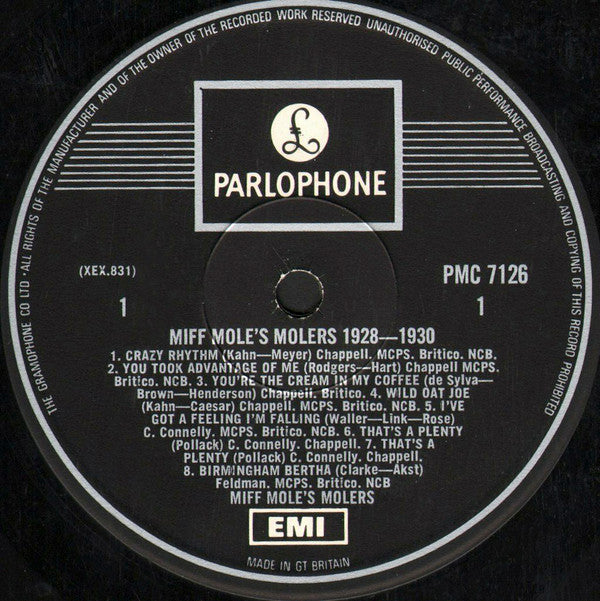 THE GRAMOPHONE CO LTD · ALL RIGHTS OF THE MANUFACTURER AND OF THE OWNER OF THE RECORDED WORK RESERVED UNAUTHORISED PUBLIC PERFORMANCE BROADCASTING AND COPYING OF THIS RECORD PROHIBITED
£
PARLOPHONE
(XEX.831)
PMC 7126
1
1
MIFF MOLE'S MOLERS 1928—1930
1. CRAZY RHYTHM (Kahn—Meyer) Chappell. MCPS. Britico. NCB.
2. YOU TOOK ADVANTAGE OF ME (Rodgers—Hart) Chappell MCPS.
Britico. NCB. 3. YOU'RE THE CREAM IN MY COFFEE (de Sylva—
Brown—Henderson) Chappell. Britico. 4. WILD OAT JOE
(Kahn—Caesar) Chappell. MCPS. Britico. NCB. 5. I'VE
GOT A FEELING I'M FALLING (Waller—Link—Rose)
C. Connelly. MCPS. Britico. NCB. 6. THAT'S A PLENTY
(Pollack) C. Connelly. Chappell. 7. THAT'S A
PLENTY (Pollack) C. Connelly. Chappell.
8. BIRMINGHAM BERTHA (Clarke—Akst)
Feldman. MCPS. Britico. NCB
MIFF MOLE'S MOLERS
EMI
MADE IN GT BRITAIN